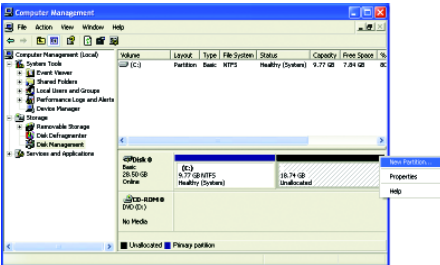 Computer Management
File Action View Window Help
Computer Management (Local)
System Tools
Event Viewer
Shared Folders
Local Users and Groups
Performance Logs and Alerts
Device Manager
Storage
Removable Storage
Disk Defragmenter
Disk Management
Services and Applications
Volume Layout Type File System Status Capacity Free Space %
(C:) Partition Basic NTFS Healthy (System) 9.77 GB 7.84 GB 8
Disk 0
Basic
28.50 GB
Online
(C:)
9.77 GB NTFS
Healthy (System)
18.74 GB
Unallocated
CD-ROM 0
DVD (D:)
No Media
Unallocated Primary partition
New Partition...
Properties
Help